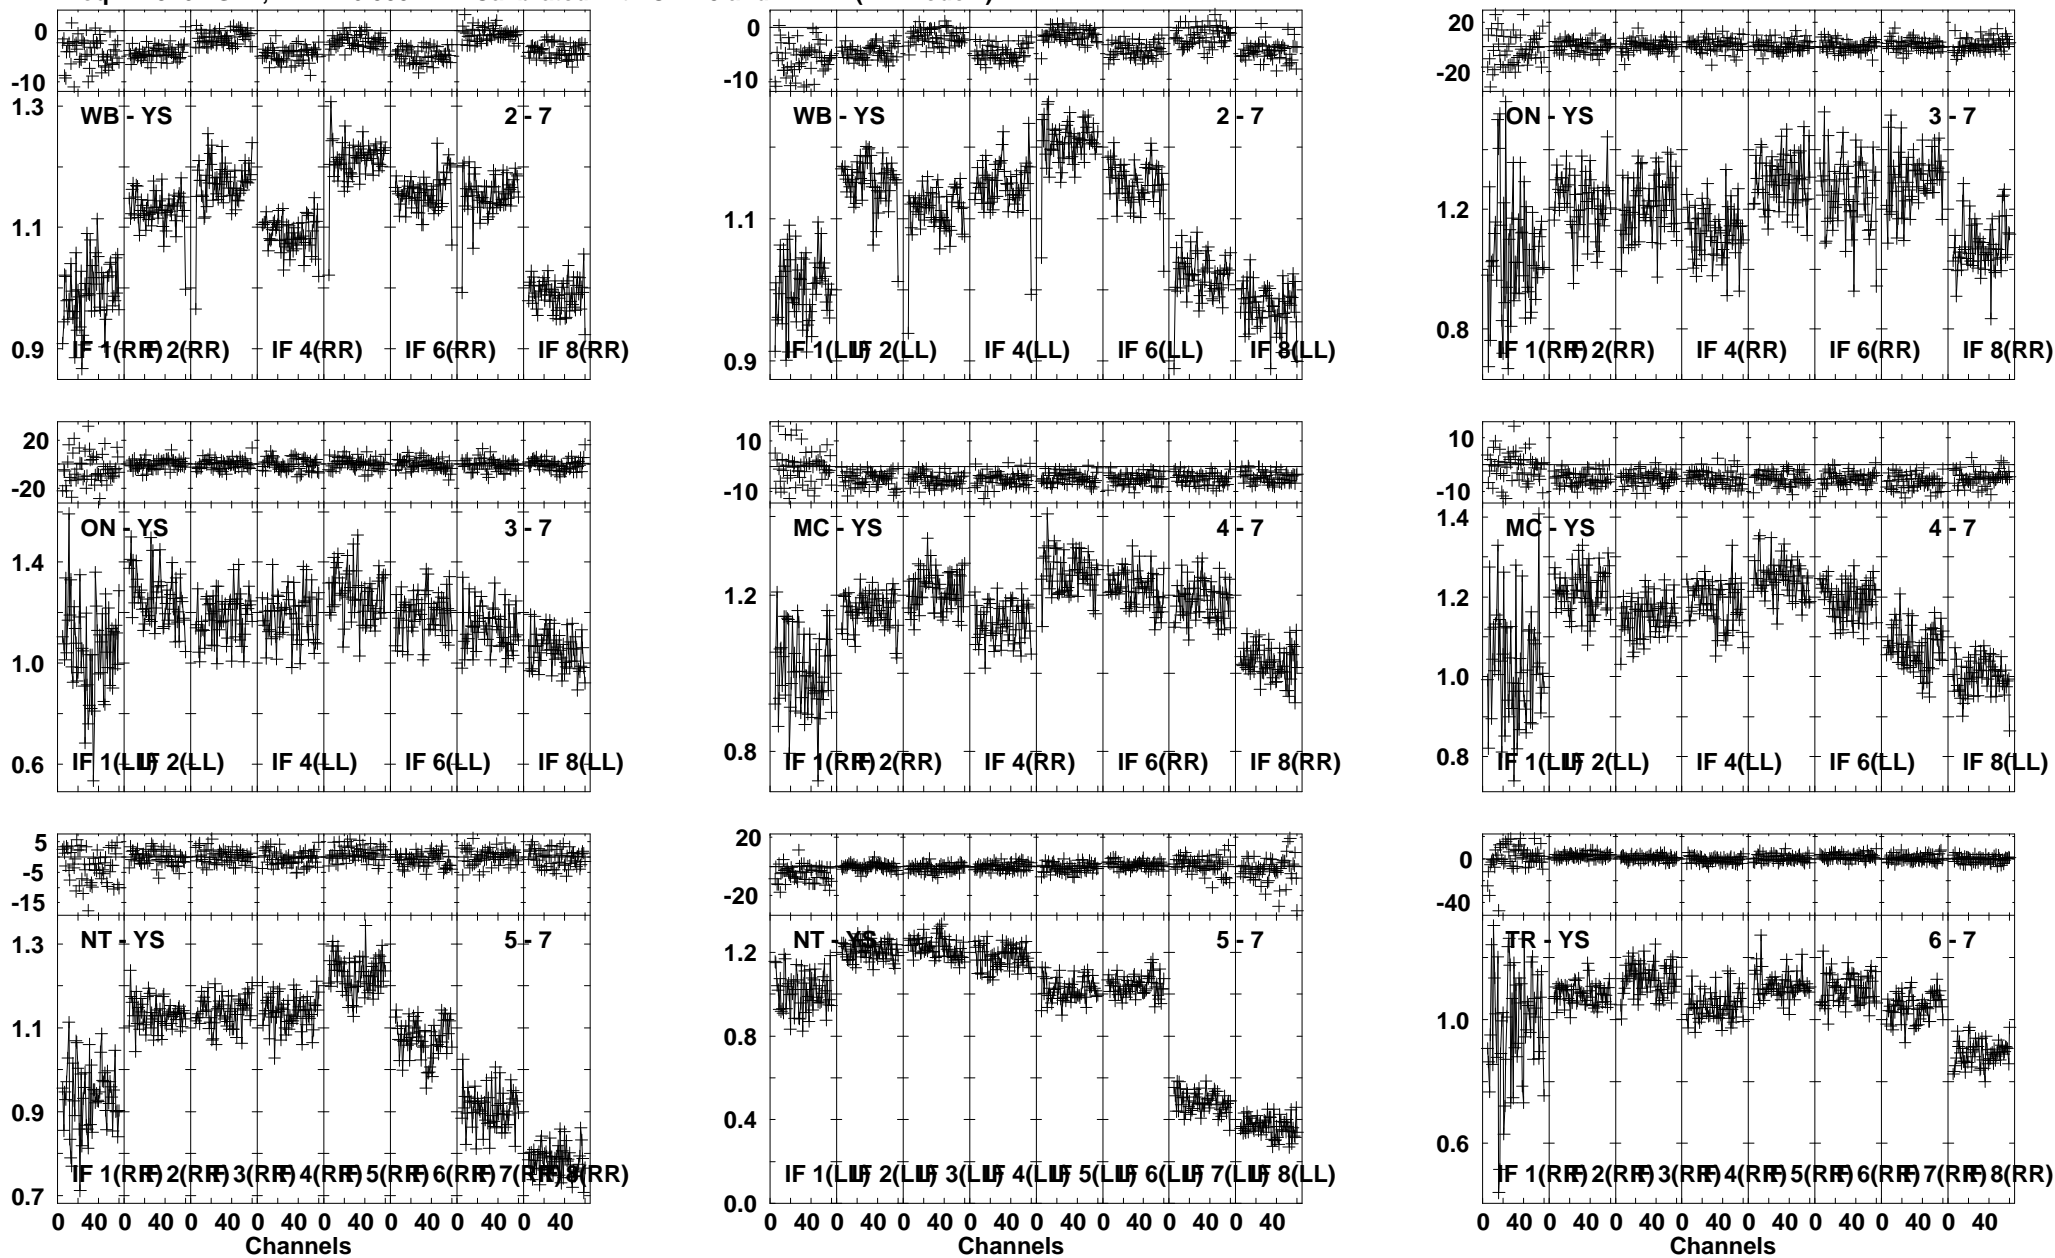 0
-10
1.3
1.1
0.9
WB - YS 2 - 7
IF 1(RR) IF 2(RR) IF 4(RR) IF 6(RR) IF 8(RR)
0
-10
1.1
0.9
WB - YS 2 - 7
IF 1(LL) IF 2(LL) IF 4(LL) IF 6(LL) IF 8(LL)
20
-20
1.2
0.8
ON - YS 3 - 7
IF 1(RR) IF 2(RR) IF 4(RR) IF 6(RR) IF 8(RR)
20
-20
1.4
1.0
0.6
ON - YS 3 - 7
IF 1(LL) IF 2(LL) IF 4(LL) IF 6(LL) IF 8(LL)
10
-10
1.2
0.8
MC - YS 4 - 7
IF 1(RR) IF 2(RR) IF 4(RR) IF 6(RR) IF 8(RR)
10
-10
1.4
1.2
1.0
0.8
MC - YS 4 - 7
IF 1(LL) IF 2(LL) IF 4(LL) IF 6(LL) IF 8(LL)
5
-5
-15
1.3
1.1
0.9
0.7
NT - YS 5 - 7
IF 1(RR) IF 2(RR) IF 3(RR) IF 4(RR) IF 5(RR) IF 6(RR) IF 7(RR) IF 8(RR)
0 40 0 40 0 40 0 40 0 40 0 40 0 40 0 40
Channels
20
-20
1.2
0.8
0.4
0.0
NT - YS 5 - 7
IF 1(LL) IF 2(LL) IF 3(LL) IF 4(LL) IF 5(LL) IF 6(LL) IF 7(LL) IF 8(LL)
0 40 0 40 0 40 0 40 0 40 0 40 0 40 0 40
Channels
0
-40
1.0
0.6
TR - YS 6 - 7
IF 1(RR) IF 2(RR) IF 3(RR) IF 4(RR) IF 5(RR) IF 6(RR) IF 7(RR) IF 8(RR)
0 40 0 40 0 40 0 40 0 40 0 40 0 40 0 40
Channels